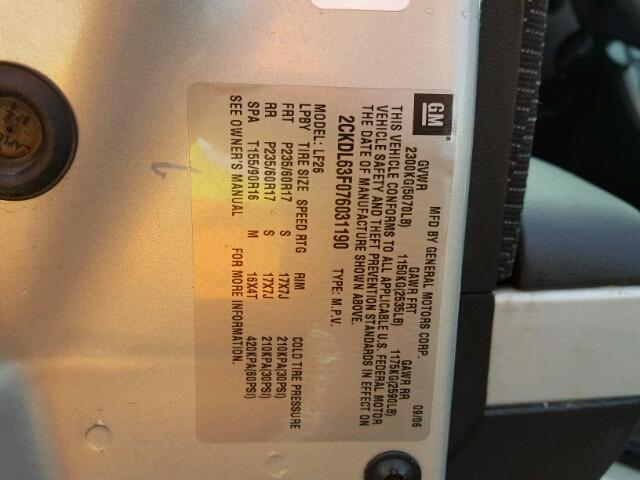 GM
MFD BY GENERAL MOTORS CORP. 09/06
GVWR GAWR FRT GAWR RR
2300KG(5070LB) 1150KG(2535LB) 1175KG(2590LB)
THIS VEHICLE CONFORMS TO ALL APPLICABLE U.S. FEDERAL MOTOR
VEHICLE SAFETY AND THEFT PREVENTION STANDARDS IN EFFECT ON
THE DATE OF MANUFACTURE SHOWN ABOVE.
2CKDL63F076031190 TYPE: M.P.V.
MODEL: LF26
LPBY TIRE SIZE SPEED RTG RIM COLD TIRE PRESSURE
FRT P235/60R17 S 17X7J 210KPA(30PSI)
RR P235/60R17 S 17X7J 210KPA(30PSI)
SPA T155/90R16 M 16X4T 420KPA(60PSI)
SEE OWNER'S MANUAL FOR MORE INFORMATION.